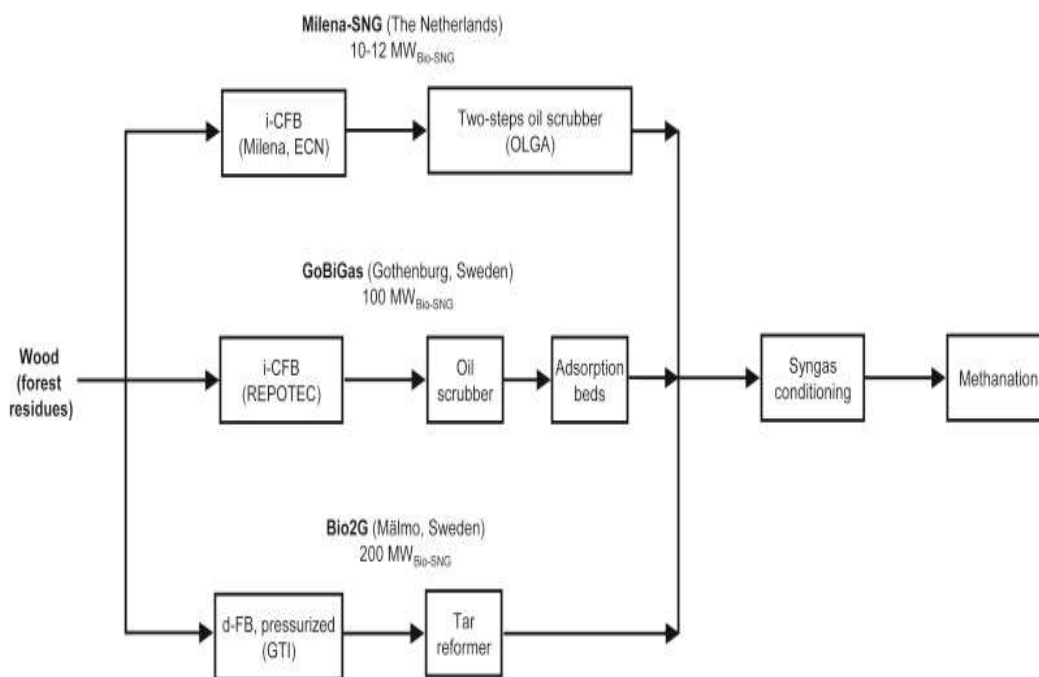 Milena-SNG (The Netherlands)
10-12 MWBio-SNG
i-CFB
(Milena, ECN)
Two-steps oil scrubber
(OLGA)
GoBiGas (Gothenburg, Sweden)
100 MWBio-SNG
Wood
(forest
residues)
i-CFB
(REPOTEC)
Oil
scrubber
Adsorption
beds
Syngas
conditioning
Methanation
Bio2G (Mälmo, Sweden)
200 MWBio-SNG
d-FB, pressurized
(GTI)
Tar
reformer